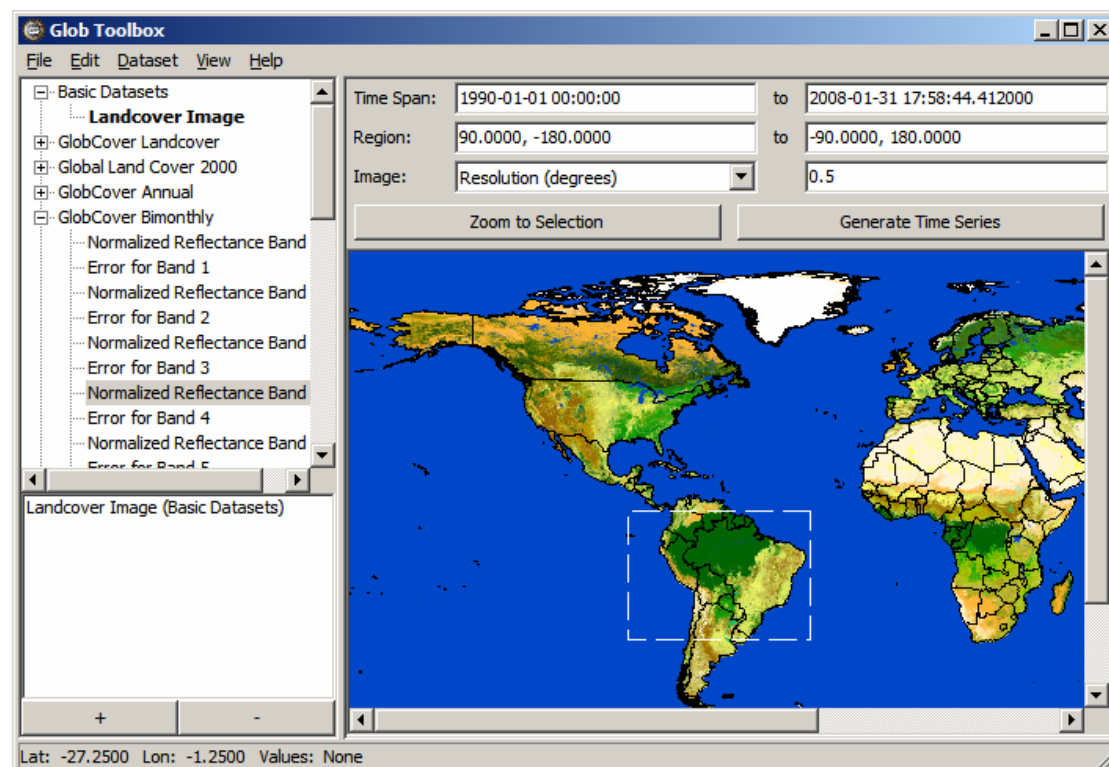 Glob Toolbox
File Edit Dataset View Help
Basic Datasets
Landcover Image
GlobCover Landcover
Global Land Cover 2000
GlobCover Annual
GlobCover Bimonthly
Normalized Reflectance Band
Error for Band 1
Normalized Reflectance Band
Error for Band 2
Normalized Reflectance Band
Error for Band 3
Normalized Reflectance Band
Error for Band 4
Normalized Reflectance Band
Error for Band 5
Landcover Image (Basic Datasets)
+ -
Time Span: 1990-01-01 00:00:00 to 2008-01-31 17:58:44.412000
Region: 90.0000, -180.0000 to -90.0000, 180.0000
Image: Resolution (degrees) 0.5
Zoom to Selection Generate Time Series
Lat: -27.2500 Lon: -1.2500 Values: None